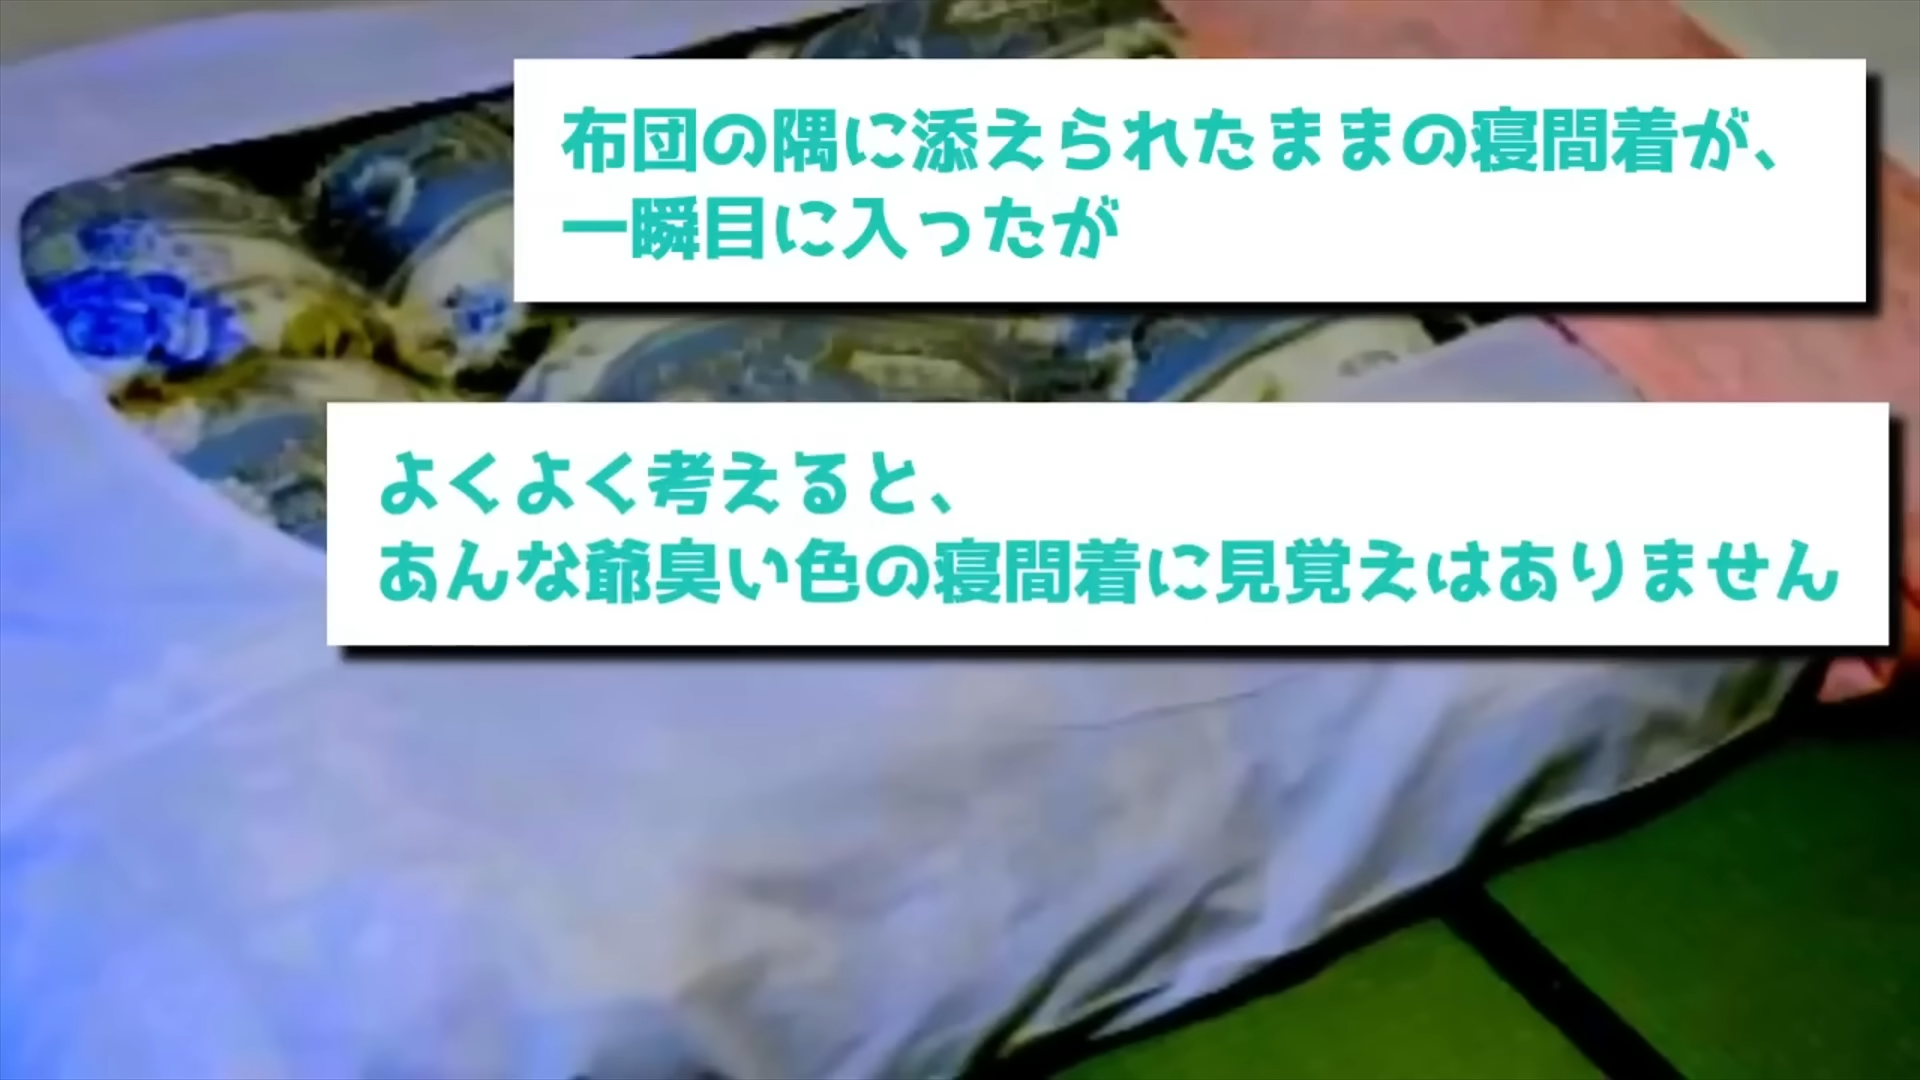 布団の隅に添えられたままの寝間着が、
一瞬目に入ったが
よくよく考えると、
あんな爺臭い色の寝間着に見覚えはありません